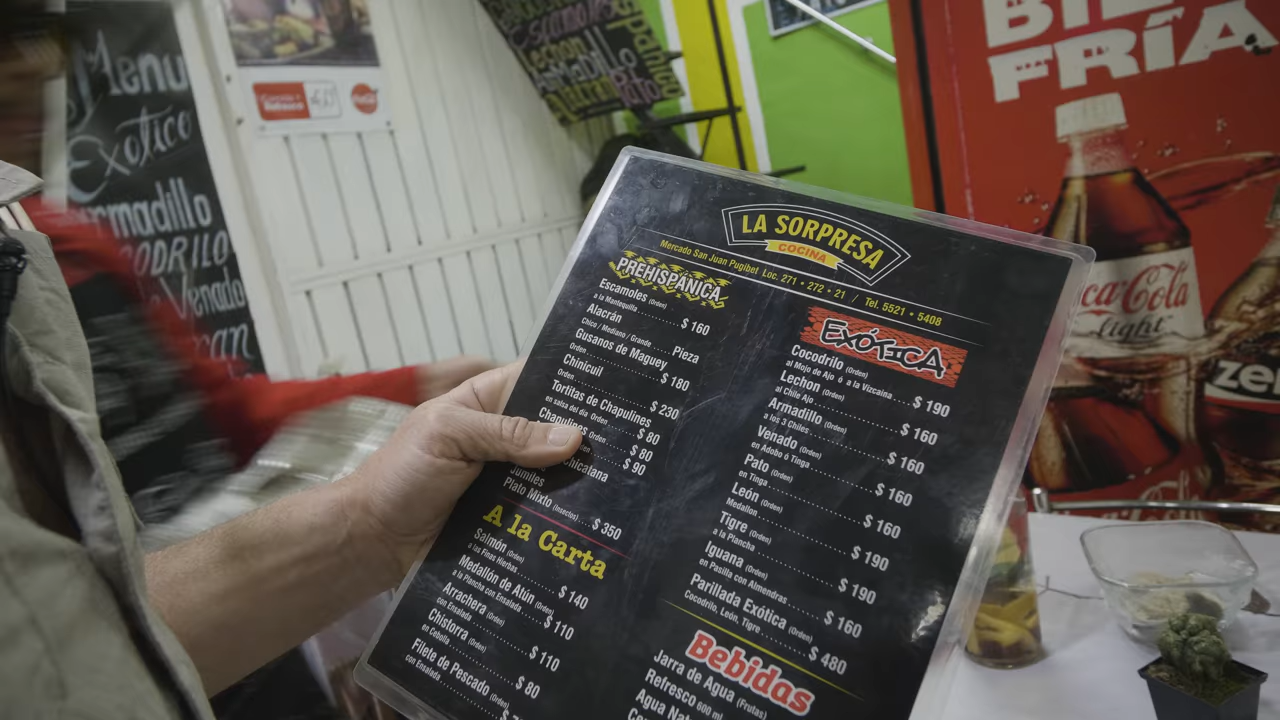 Menu
Exotico
Armadillo
Venado
BIE
FRÍA
Coca-Cola
light
zero
LA SORPRESA
COCINA
Mercado San Juan Pugibet Loc. 271 • 272 • 21 / Tel. 5521 • 5408
PREHISPÁNICA
Escamoles (Orden)
a la Mantequilla.......... $ 160
Alacrán
Chico / Mediano / Grande ..... Pieza
Gusanos de Maguey
Orden.......... $ 180
Chinicuil
Orden.......... $ 230
Tortitas de Chapulines
en salsa del día Orden..... $ 80
Chapulines Orden..... $ 80
Chicatana $ 90
Jumiles
Plato Mixto (Insectos)..... $ 350
A la Carta
Salmón (Orden)
a las Finas Hierbas.......... $ 140
Medallón de Atún (Orden)
a la Plancha con Ensalada..... $ 110
Arrachera (Orden)
con Ensalada.......... $ 110
Chistorra (Orden)
en Cebolla.......... $ 80
Filete de Pescado (Orden)
con Ensalada..........
EXÓTICA
Cocodrilo (Orden)
al Mojo de Ajo ó a la Vizcaina..... $ 190
Lechon (Orden)
al Chile Ajo.......... $ 160
Armadillo (Orden)
a los 3 Chiles.......... $ 160
Venado (Orden)
en Adobo ó Tinga.......... $ 160
Pato (Orden)
en Tinga.......... $ 160
León (Orden)
Medallon.......... $ 190
Tigre (Orden)
a la Plancha.......... $ 190
Iguana (Orden)
en Pasilla con Almendras..... $ 160
Parillada Exótica (Orden)
Cocodrilo, León, Tigre..... $ 480
Bebidas
Jarra de Agua (Frutas)
Refresco 600 ml